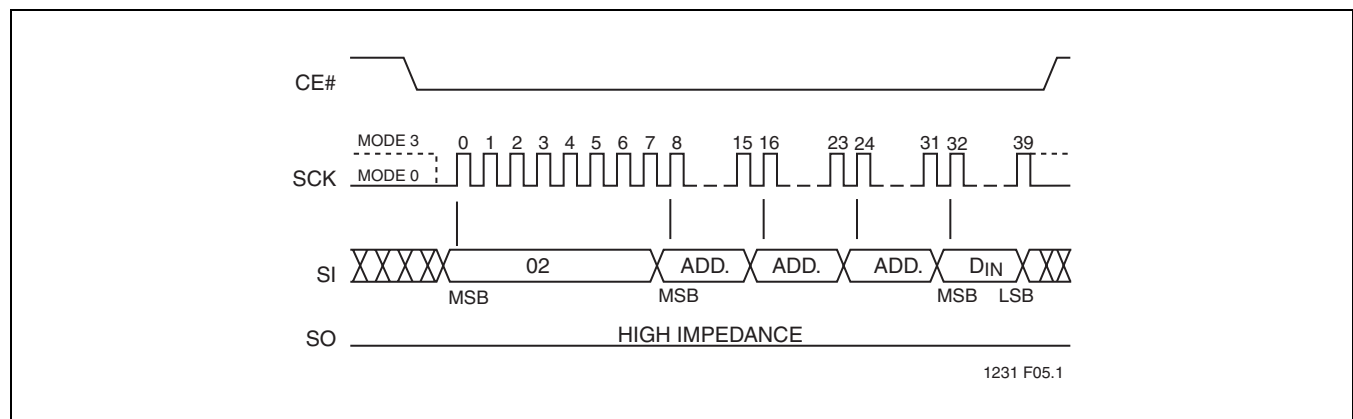 CE#
MODE 3
0 1 2 3 4 5 6 7 8 15 16 23 24 31 32 39
SCK MODE 0
SI 02 ADD. ADD. ADD. DIN
MSB MSB MSB LSB
SO HIGH IMPEDANCE
1231 F05.1